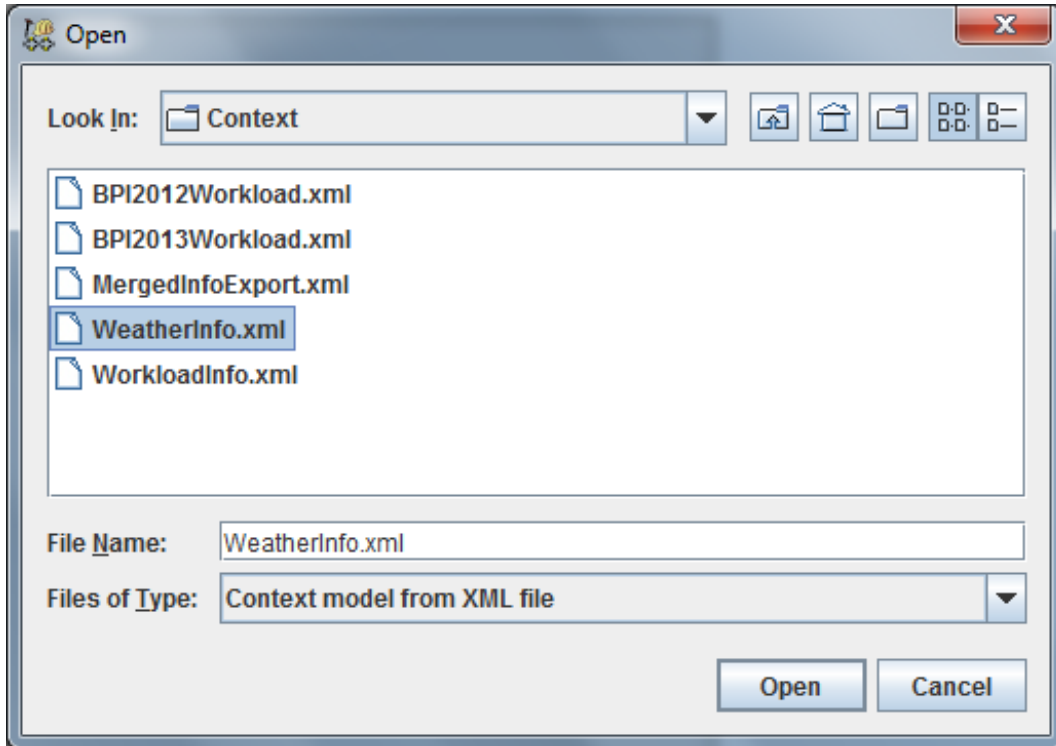 Open
Look In: Context
BPI2012Workload.xml
BPI2013Workload.xml
MergedInfoExport.xml
WeatherInfo.xml
WorkloadInfo.xml
File Name: WeatherInfo.xml
Files of Type: Context model from XML file
Open Cancel